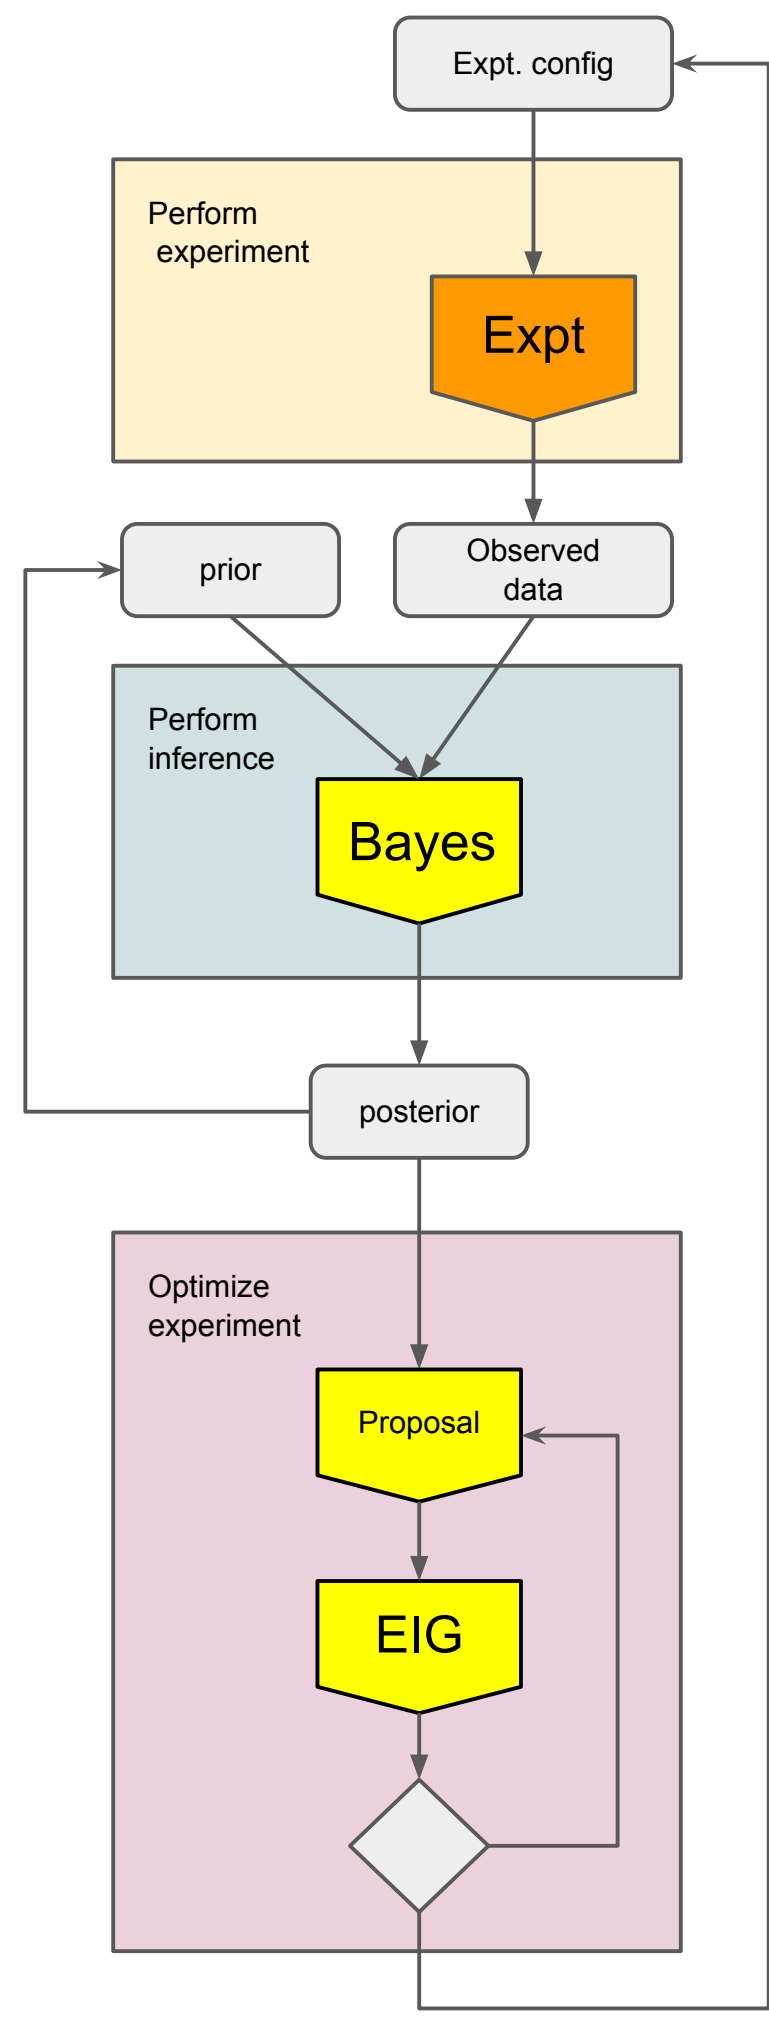 Expt. config
Perform
experiment
Expt
prior
Observed
data
Perform
inference
Bayes
posterior
Optimize
experiment
Proposal
EIG